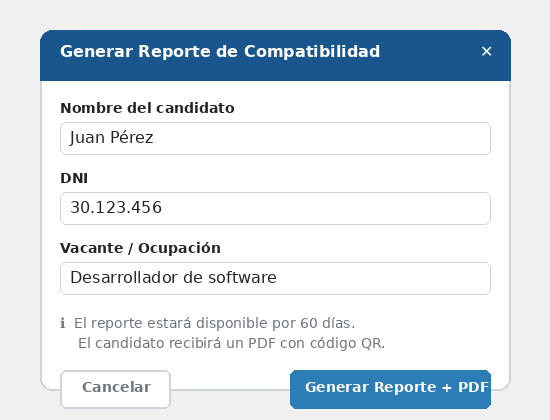 Generar Reporte de Compatibilidad ×
Nombre del candidato
Juan Pérez
DNI
30.123.456
Vacante / Ocupación
Desarrollador de software
ℹ El reporte estará disponible por 60 días.
El candidato recibirá un PDF con código QR.
Cancelar Generar Reporte + PDF